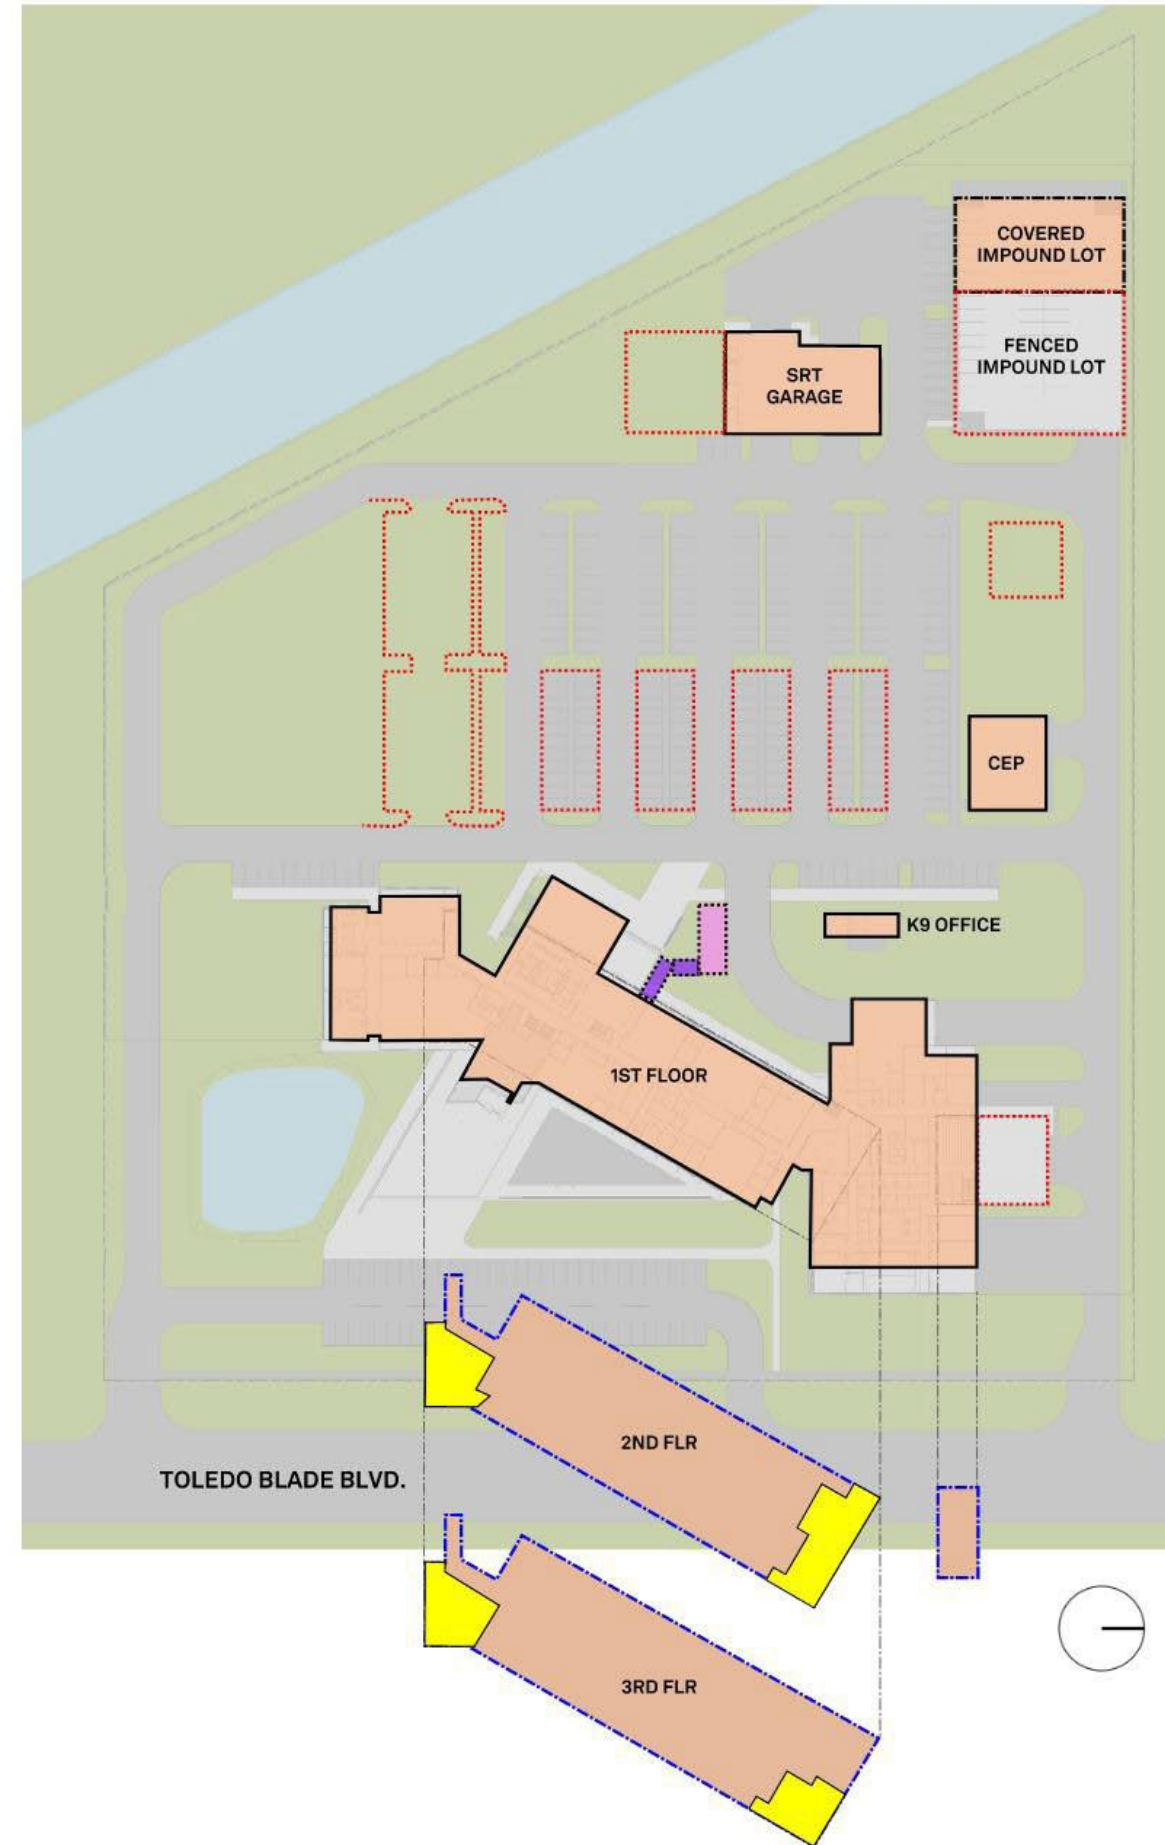 COVERED
IMPOUND LOT
FENCED
IMPOUND LOT
SRT
GARAGE
CEP
K9 OFFICE
1ST FLOOR
2ND FLR
TOLEDO BLADE BLVD.
3RD FLR